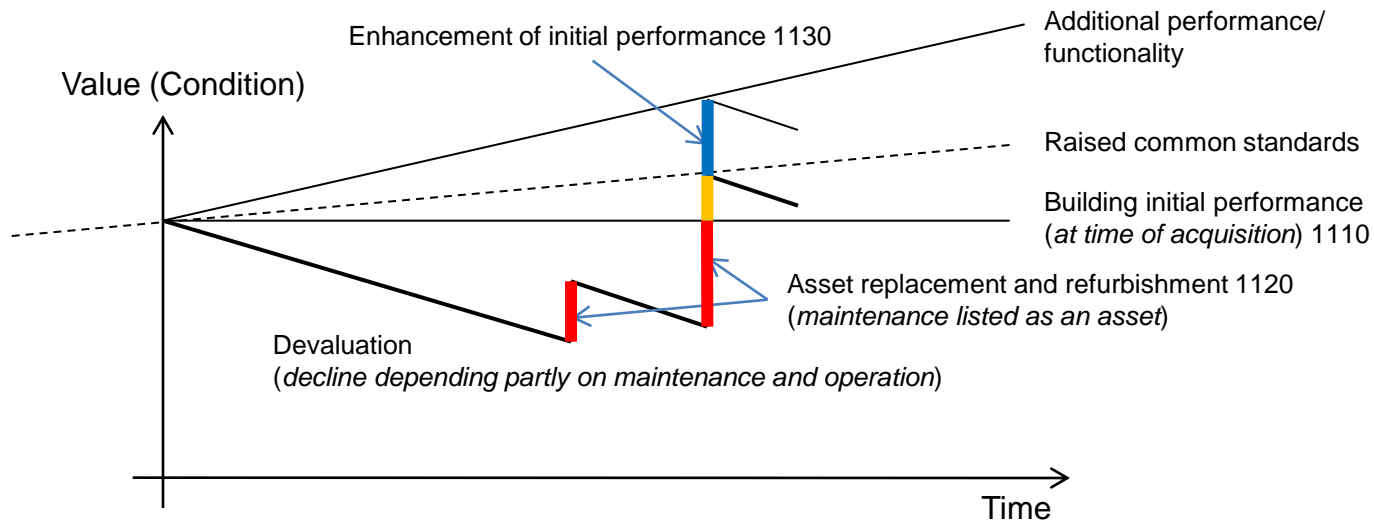 Enhancement of initial performance 1130
Additional performance/
functionality
Value (Condition)
Raised common standards
Building initial performance
(at time of acquisition) 1110
Asset replacement and refurbishment 1120
(maintenance listed as an asset)
Devaluation
(decline depending partly on maintenance and operation)
Time